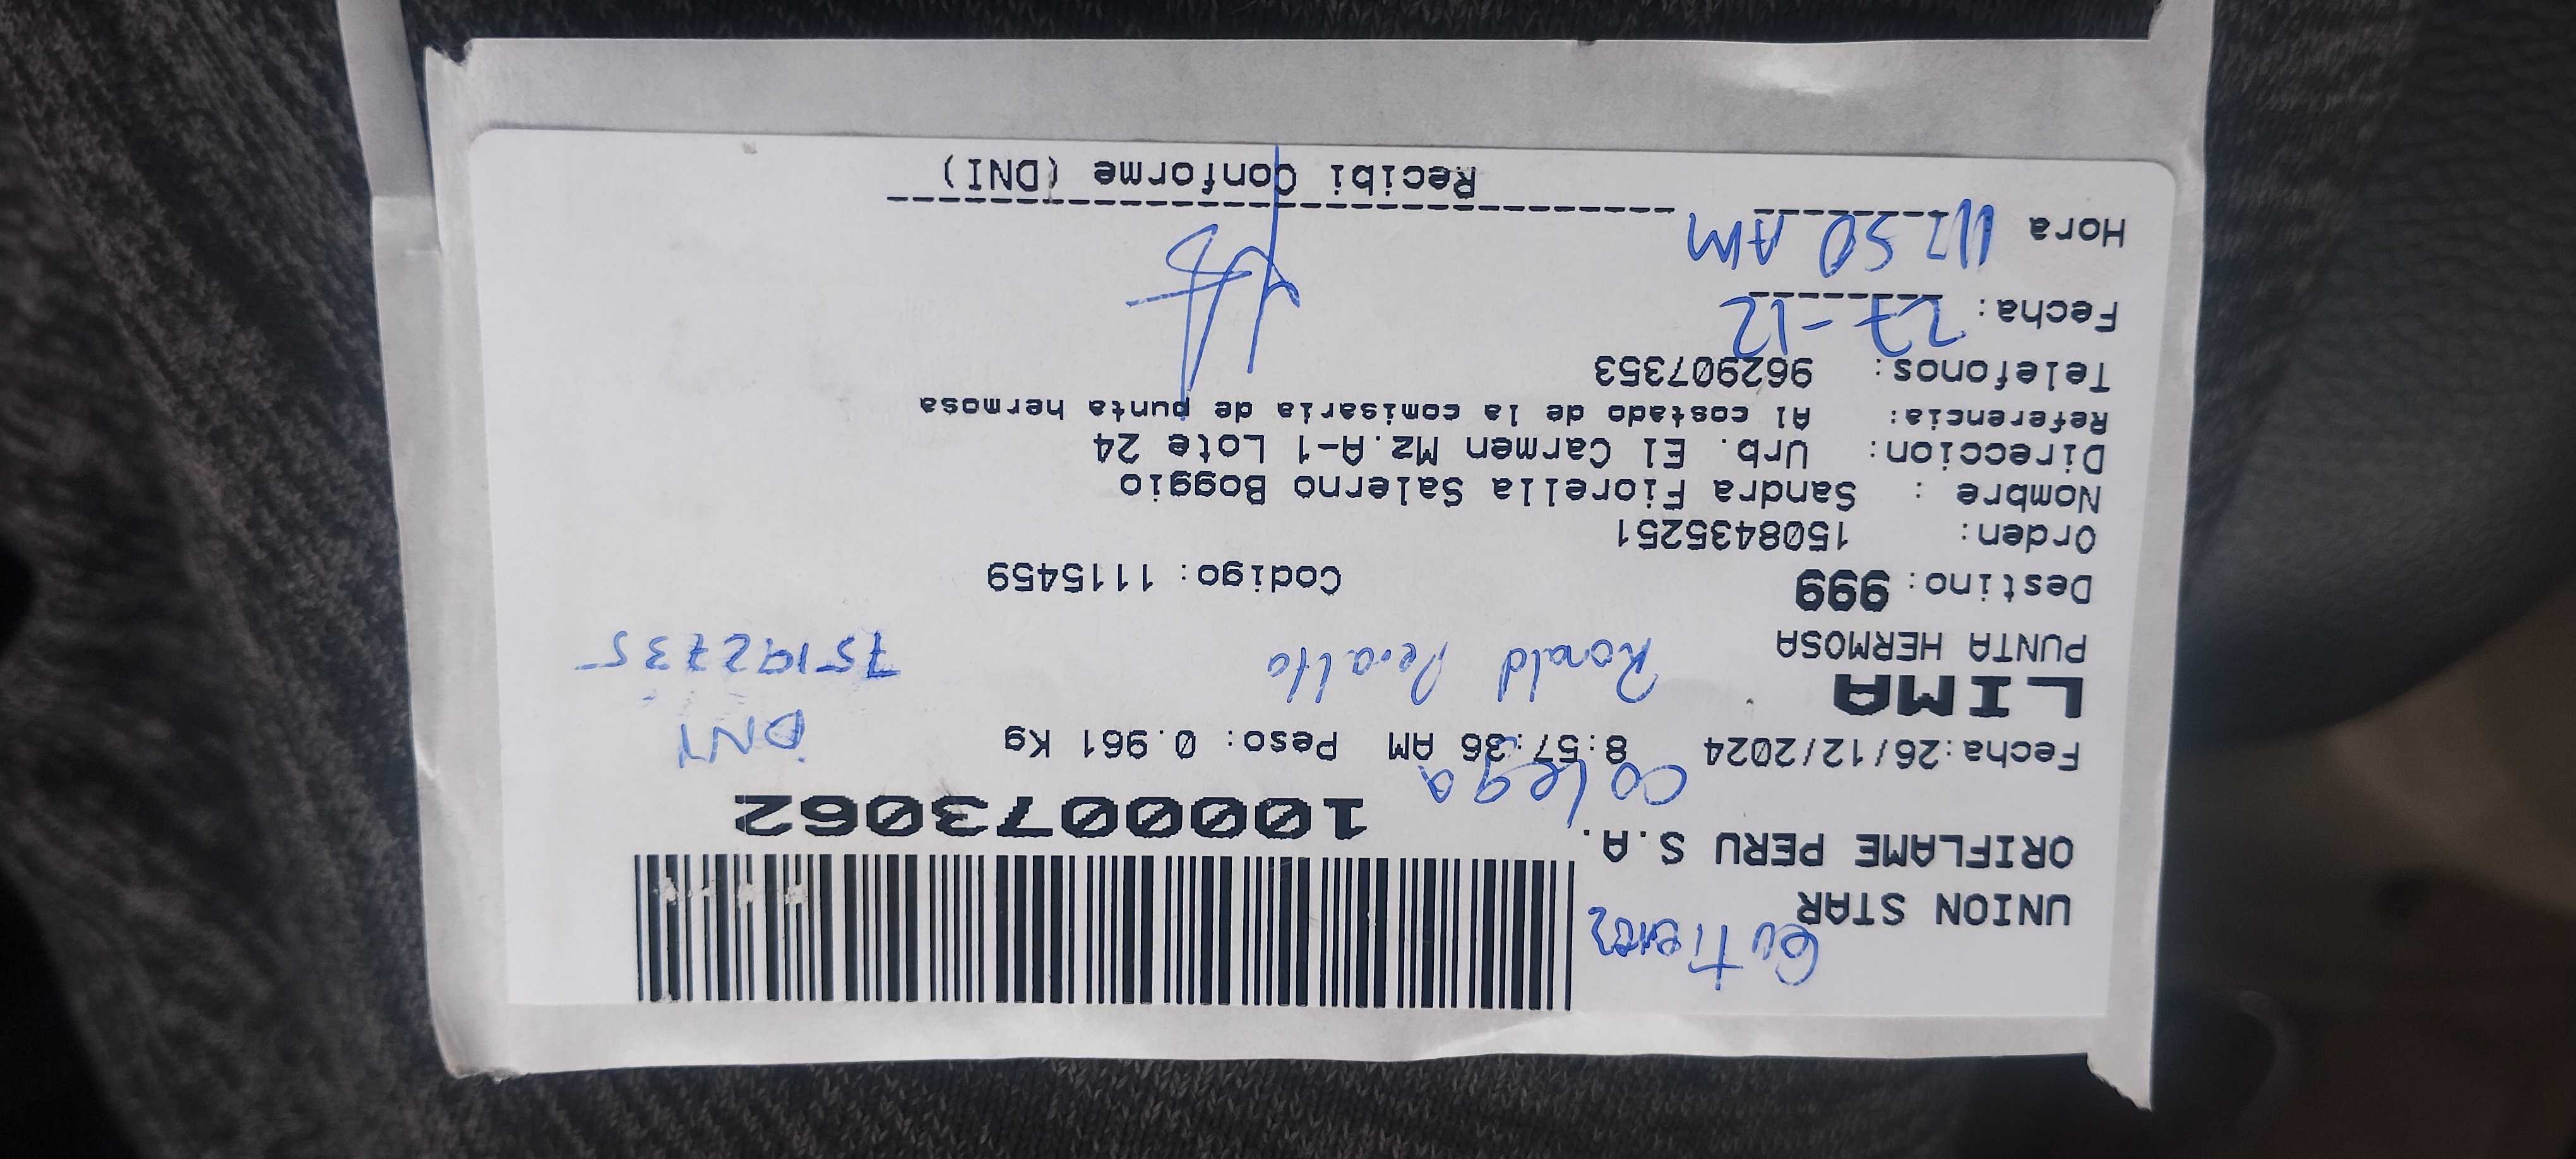 UNION STAR
Gutierrez
ORIFLAME PERU S.A.
1000073062
colega
Fecha:26/12/2024 8:57:36 AM Peso: 0.961 Kg
DNI
LIMA
PUNTA HERMOSA
Ronald Peralta
75192735
Destino: 999 Codigo: 1115459
Orden: 1508435251
Nombre : Sandra Fiorella Salerno Boggio
Direccion: Urb. El Carmen Mz.A-1 Lote 24
Referencia: Al costado de la comisaria de punta hermosa
Telefonos: 962907353
Fecha: 27-12
Hora 11:50 AM
Recibi Conforme (DNI)